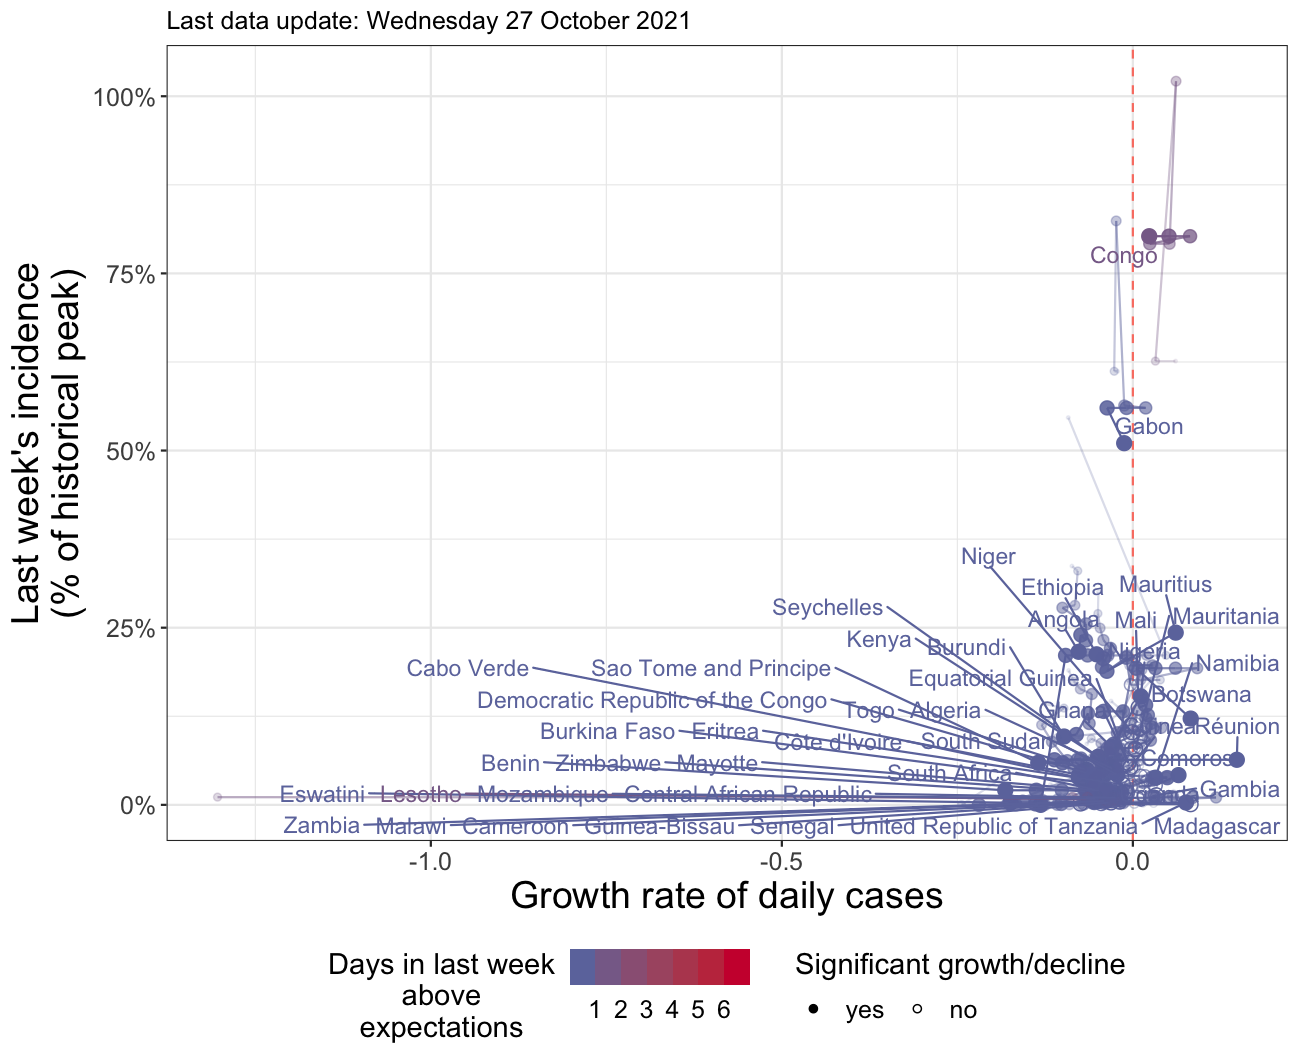 Last data update: Wednesday 27 October 2021
Last week's incidence
(% of historical peak)
100%
75%
50%
25%
0%
Congo
Gabon
Niger
Ethiopia
Mauritius
Seychelles
Angola
Mali
Mauritania
Kenya
Burundi
Nigeria
Cabo Verde
Sao Tome and Principe
Equatorial Guinea
Namibia
Democratic Republic of the Congo
Togo
Algeria
Ghana
Botswana
Burkina Faso
Eritrea
Côte d'Ivoire
South Sudan
Réunion
Benin
Zimbabwe
Mayotte
South Africa
Comoros
Eswatini
Lesotho
Mozambique
Central African Republic
Gambia
Zambia
Malawi
Cameroon
Guinea-Bissau
Senegal
United Republic of Tanzania
Madagascar
-1.0
-0.5
0.0
Growth rate of daily cases
Days in last week
above
expectations
1 2 3 4 5 6
Significant growth/decline
yes
no